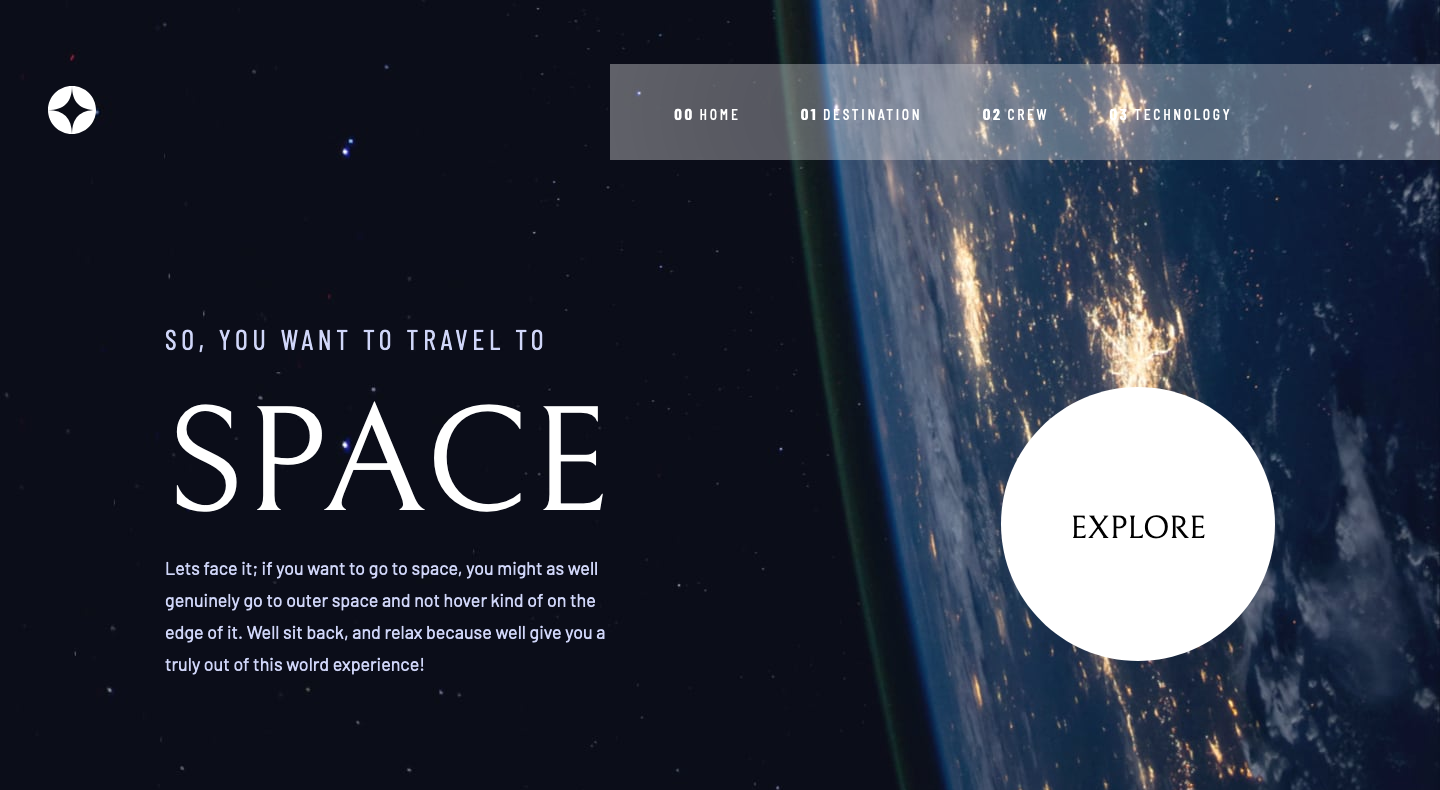 00 HOME 01 DESTINATION 02 CREW 03 TECHNOLOGY
SO, YOU WANT TO TRAVEL TO
SPACE
Lets face it; if you want to go to space, you might as well
genuinely go to outer space and not hover kind of on the
edge of it. Well sit back, and relax because well give you a
truly out of this wolrd experience!
EXPLORE